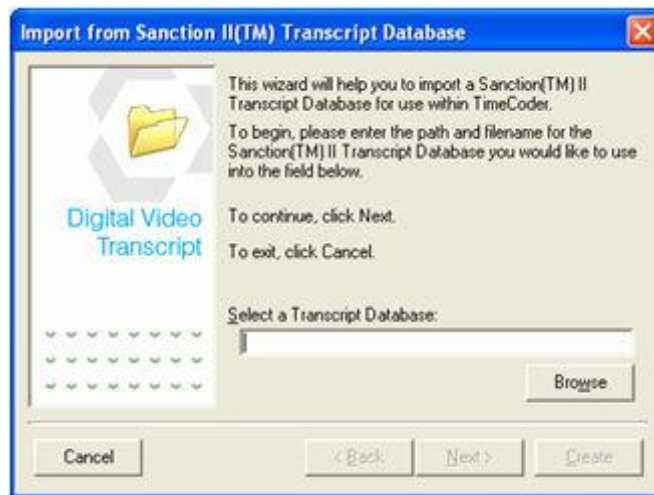 Import from Sanction II(TM) Transcript Database
This wizard will help you to import a Sanction(TM) II
Transcript Database for use within TimeCoder.
To begin, please enter the path and filename for the
Sanction(TM) II Transcript Database you would like to use
into the field below.
Digital Video
Transcript
To continue, click Next.
To exit, click Cancel.
Select a Transcript Database:
Browse
Cancel
< Back
Next >
Create